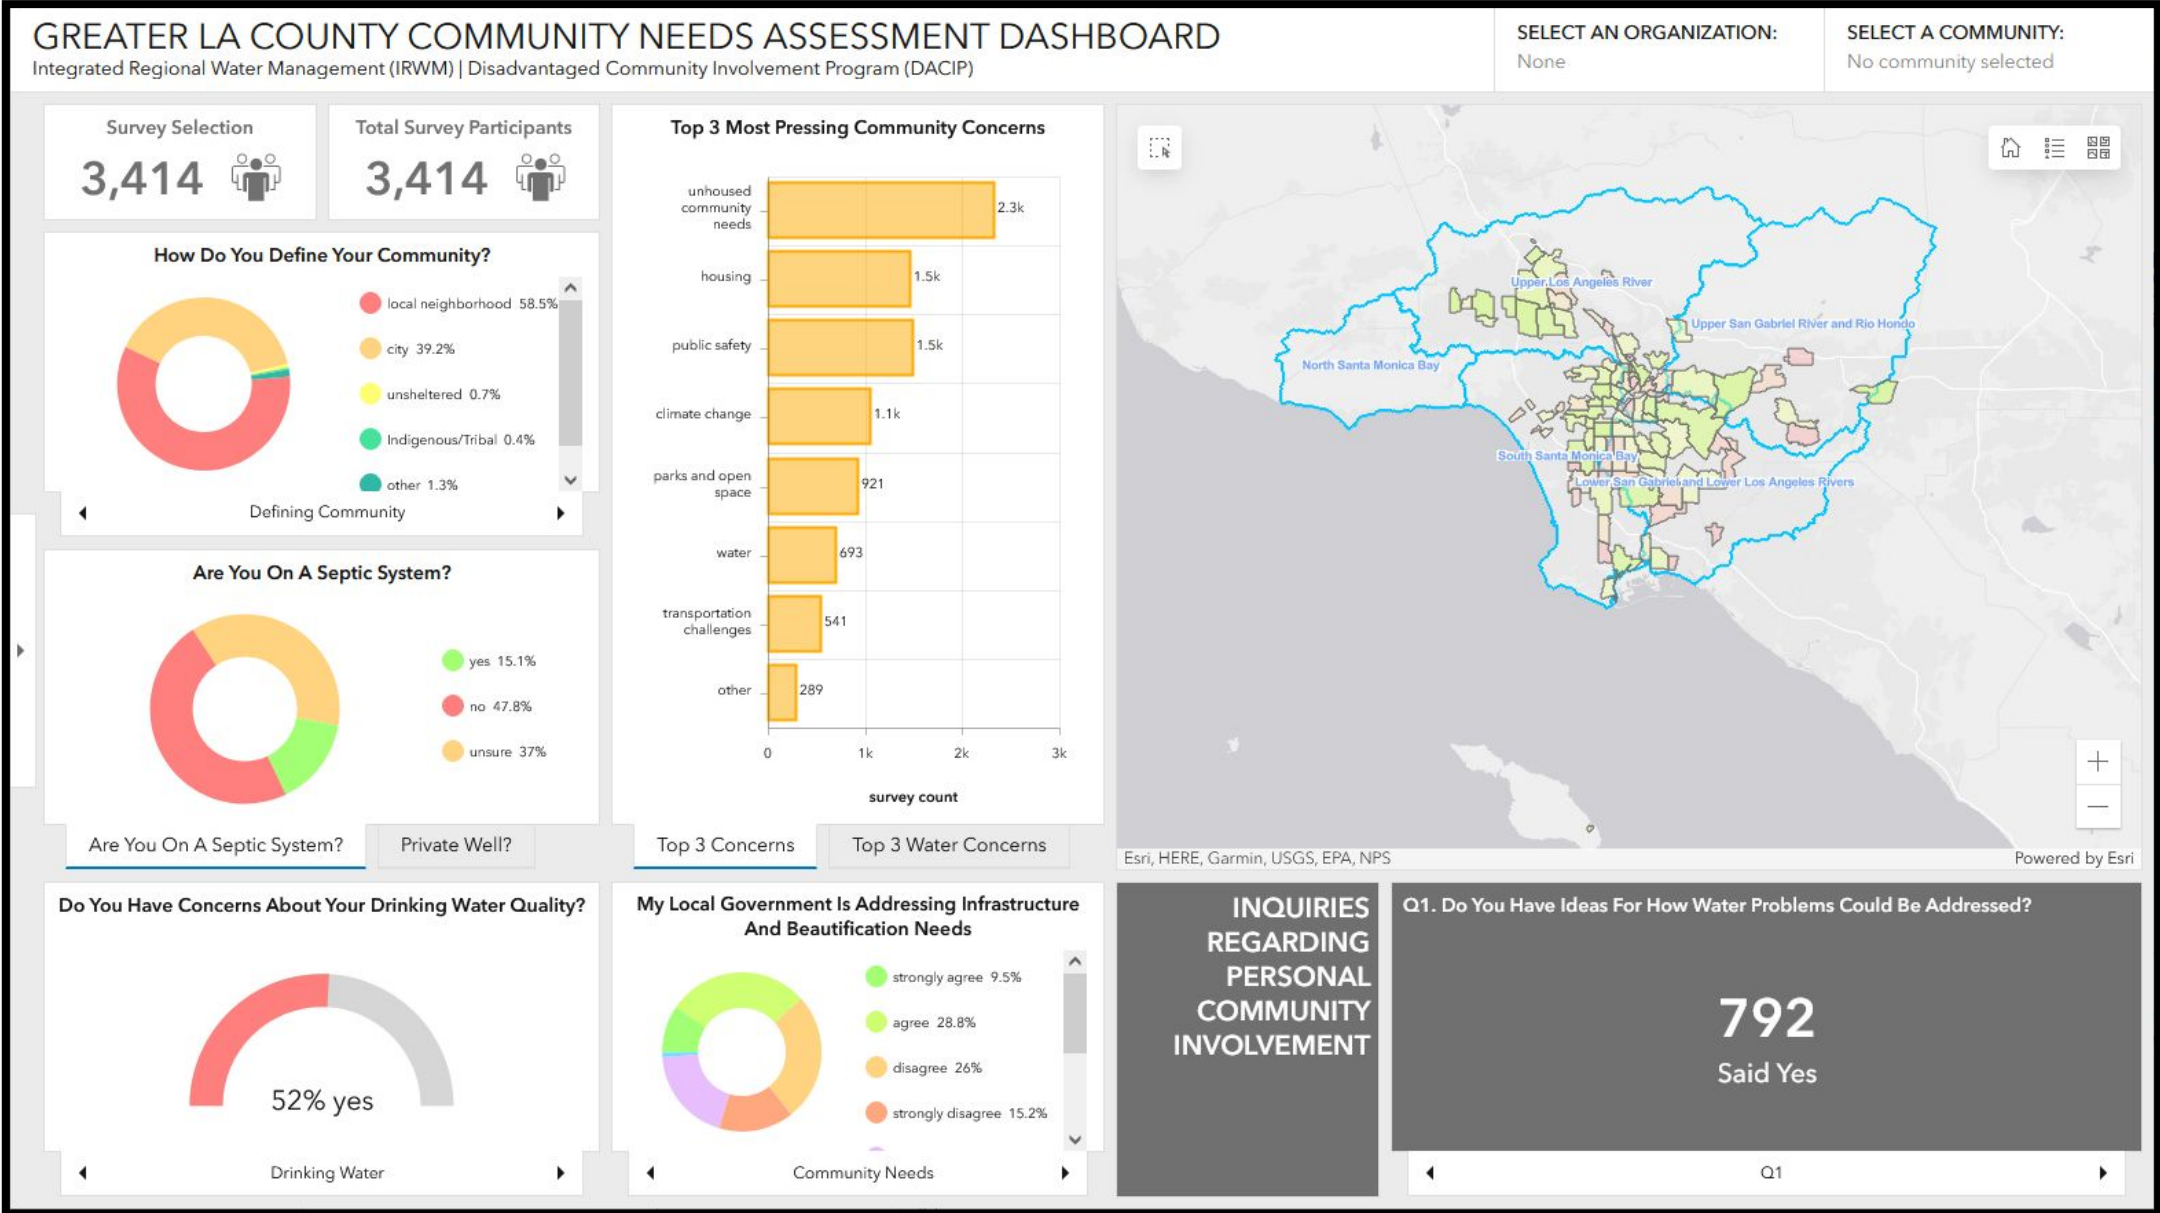 GREATER LA COUNTY COMMUNITY NEEDS ASSESSMENT DASHBOARD
Integrated Regional Water Management (IRWM) | Disadvantaged Community Involvement Program (DACIP)
SELECT AN ORGANIZATION:
None
SELECT A COMMUNITY:
No community selected
Survey Selection
3,414
Total Survey Participants
3,414
How Do You Define Your Community?
local neighborhood 58.5%
city 39.2%
unsheltered 0.7%
Indigenous/Tribal 0.4%
other 1.3%
Defining Community
Are You On A Septic System?
yes 15.1%
no 47.8%
unsure 37%
Are You On A Septic System?
Private Well?
Top 3 Most Pressing Community Concerns
unhoused
community
needs
2.3k
housing
1.5k
public safety
1.5k
climate change
1.1k
parks and open
space
921
water
693
transportation
challenges
541
other
289
0
1k
2k
3k
survey count
Top 3 Concerns
Top 3 Water Concerns
Upper Los Angeles River
Upper San Gabriel River and Rio Hondo
North Santa Monica Bay
South Santa Monica Bay
Lower San Gabriel and Lower Los Angeles Rivers
Esri, HERE, Garmin, USGS, EPA, NPS
Powered by Esri
Do You Have Concerns About Your Drinking Water Quality?
52% yes
Drinking Water
My Local Government Is Addressing Infrastructure
And Beautification Needs
strongly agree 9.5%
agree 28.8%
disagree 26%
strongly disagree 15.2%
Community Needs
INQUIRIES
REGARDING
PERSONAL
COMMUNITY
INVOLVEMENT
Q1. Do You Have Ideas For How Water Problems Could Be Addressed?
792
Said Yes
Q1